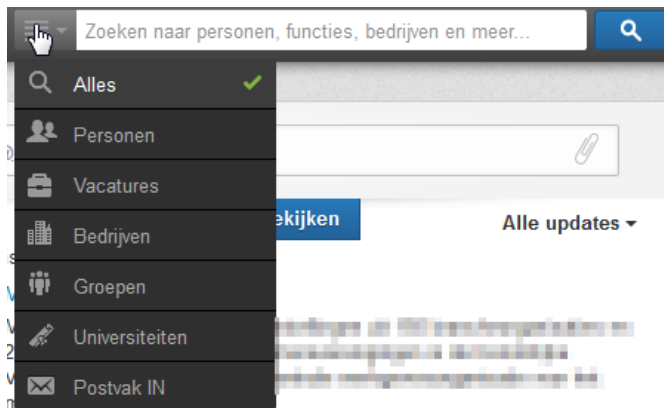 Zoeken naar personen, functies, bedrijven en meer...
Alles
Personen
Vacatures
ekijken
Alle updates
Bedrijven
Groepen
Universiteiten
Postvak IN